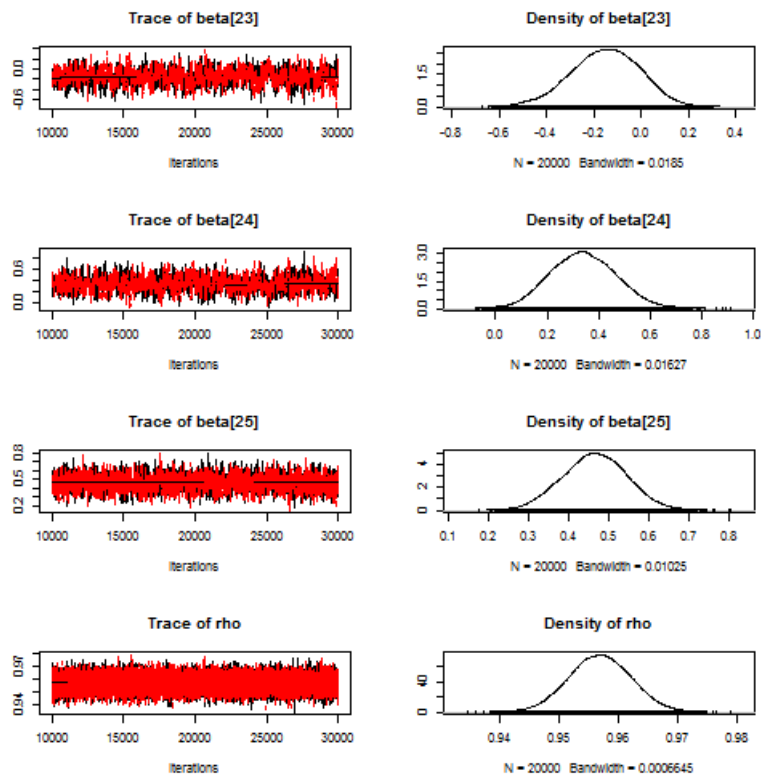 Trace of beta[23]
0.0
-0.6
10000 15000 20000 25000 30000
Iterations
Density of beta[23]
1.5
0.0
-0.8 -0.6 -0.4 -0.2 0.0 0.2 0.4
N = 20000 Bandwidth = 0.0185
Trace of beta[24]
0.6
0.0
10000 15000 20000 25000 30000
Iterations
Density of beta[24]
3.0
1.5
0.0
0.0 0.2 0.4 0.6 0.8 1.0
N = 20000 Bandwidth = 0.01627
Trace of beta[25]
0.8
0.5
0.2
10000 15000 20000 25000 30000
Iterations
Density of beta[25]
4
2
0
0.1 0.2 0.3 0.4 0.5 0.6 0.7 0.8
N = 20000 Bandwidth = 0.01025
Trace of rho
0.97
0.94
10000 15000 20000 25000 30000
Iterations
Density of rho
40
0
0.94 0.95 0.96 0.97 0.98
N = 20000 Bandwidth = 0.0006645